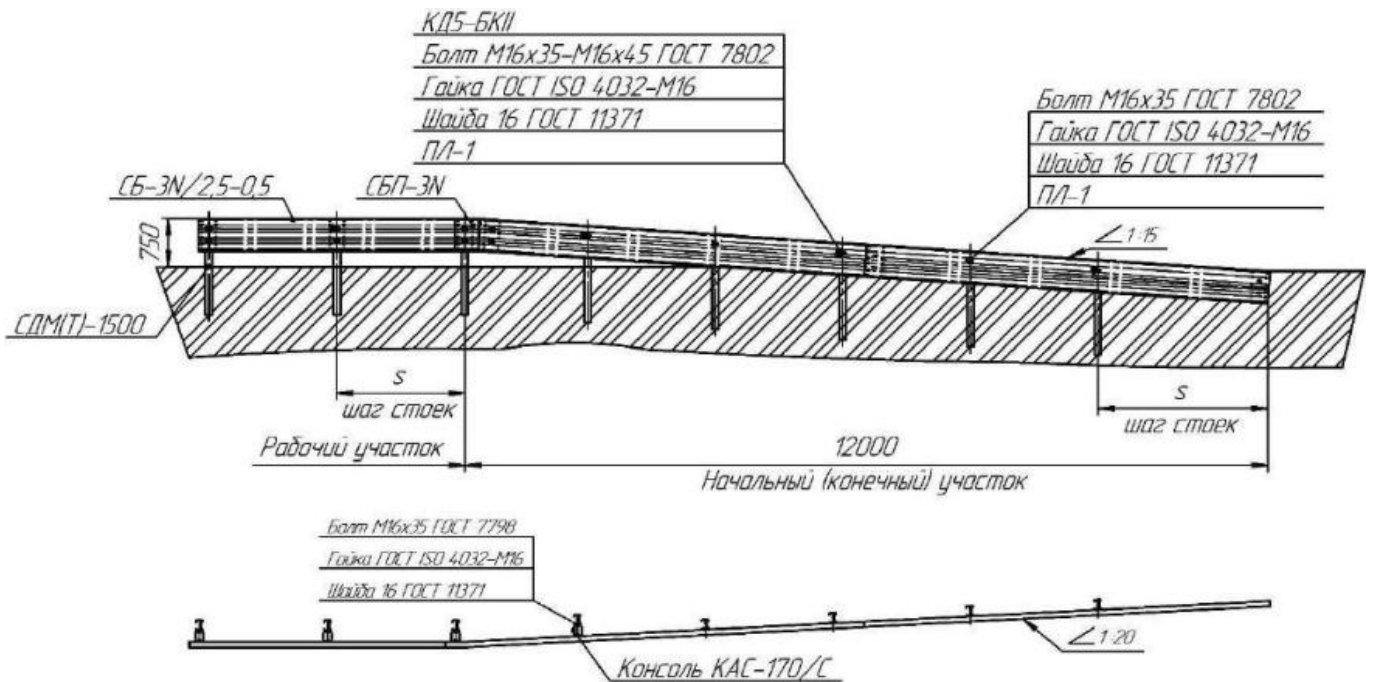 КД5-БКII
Болт М16х35-М16х45 ГОСТ 7802
Гайка ГОСТ ISO 4032-М16
Шайба 16 ГОСТ 11371
ПЛ-1
Болт М16х35 ГОСТ 7802
Гайка ГОСТ ISO 4032-М16
Шайба 16 ГОСТ 11371
ПЛ-1
СБ-3N/2,5-0,5
СБП-3N
∠1:15
750
СДМ(Т)-1500
s
шаг стоек
s
шаг стоек
Рабочий участок
12000
Начальный (конечный) участок
Болт М16х35 ГОСТ 7798
Гайка ГОСТ ISO 4032-М16
Шайба 16 ГОСТ 11371
∠1:20
Консоль КАС-170/С